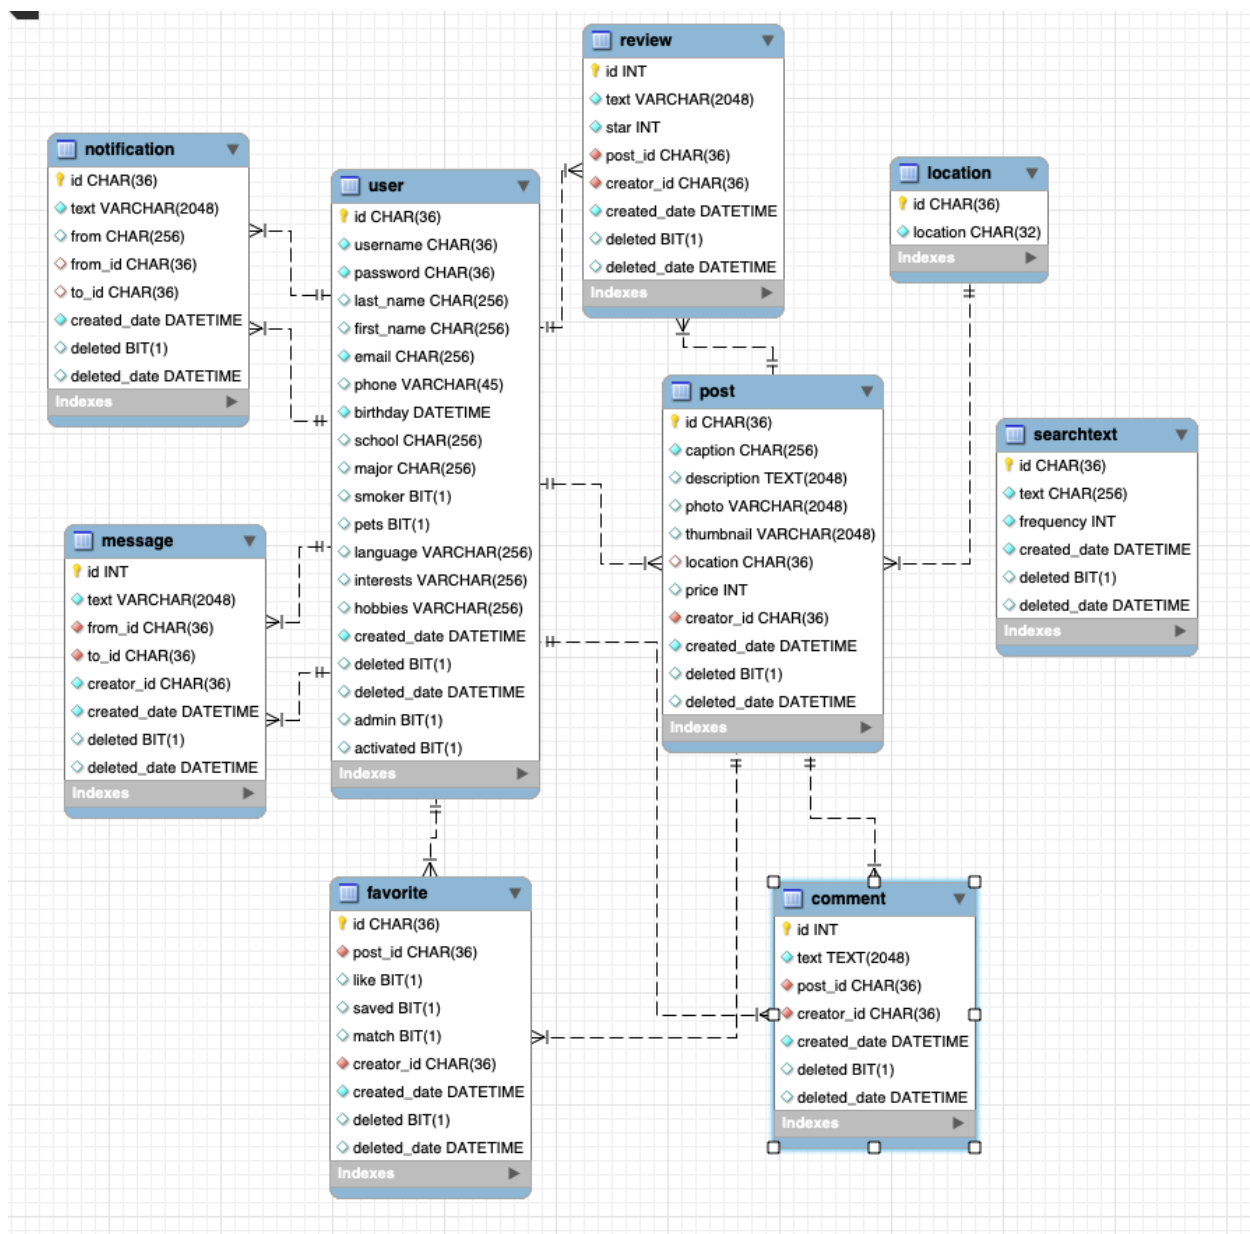 review
id INT
text VARCHAR(2048)
star INT
post_id CHAR(36)
creator_id CHAR(36)
created_date DATETIME
deleted BIT(1)
deleted_date DATETIME
Indexes
notification
id CHAR(36)
text VARCHAR(2048)
from CHAR(256)
from_id CHAR(36)
to_id CHAR(36)
created_date DATETIME
deleted BIT(1)
deleted_date DATETIME
Indexes
user
id CHAR(36)
username CHAR(36)
password CHAR(36)
last_name CHAR(256)
first_name CHAR(256)
email CHAR(256)
phone VARCHAR(45)
birthday DATETIME
school CHAR(256)
major CHAR(256)
smoker BIT(1)
pets BIT(1)
language VARCHAR(256)
interests VARCHAR(256)
hobbies VARCHAR(256)
created_date DATETIME
deleted BIT(1)
deleted_date DATETIME
admin BIT(1)
activated BIT(1)
Indexes
location
id CHAR(36)
location CHAR(32)
Indexes
post
id CHAR(36)
caption CHAR(256)
description TEXT(2048)
photo VARCHAR(2048)
thumbnail VARCHAR(2048)
location CHAR(36)
price INT
creator_id CHAR(36)
created_date DATETIME
deleted BIT(1)
deleted_date DATETIME
Indexes
searchtext
id CHAR(36)
text CHAR(256)
frequency INT
created_date DATETIME
deleted BIT(1)
deleted_date DATETIME
Indexes
message
id INT
text VARCHAR(2048)
from_id CHAR(36)
to_id CHAR(36)
creator_id CHAR(36)
created_date DATETIME
deleted BIT(1)
deleted_date DATETIME
Indexes
favorite
id CHAR(36)
post_id CHAR(36)
like BIT(1)
saved BIT(1)
match BIT(1)
creator_id CHAR(36)
created_date DATETIME
deleted BIT(1)
deleted_date DATETIME
Indexes
comment
id INT
text TEXT(2048)
post_id CHAR(36)
creator_id CHAR(36)
created_date DATETIME
deleted BIT(1)
deleted_date DATETIME
Indexes